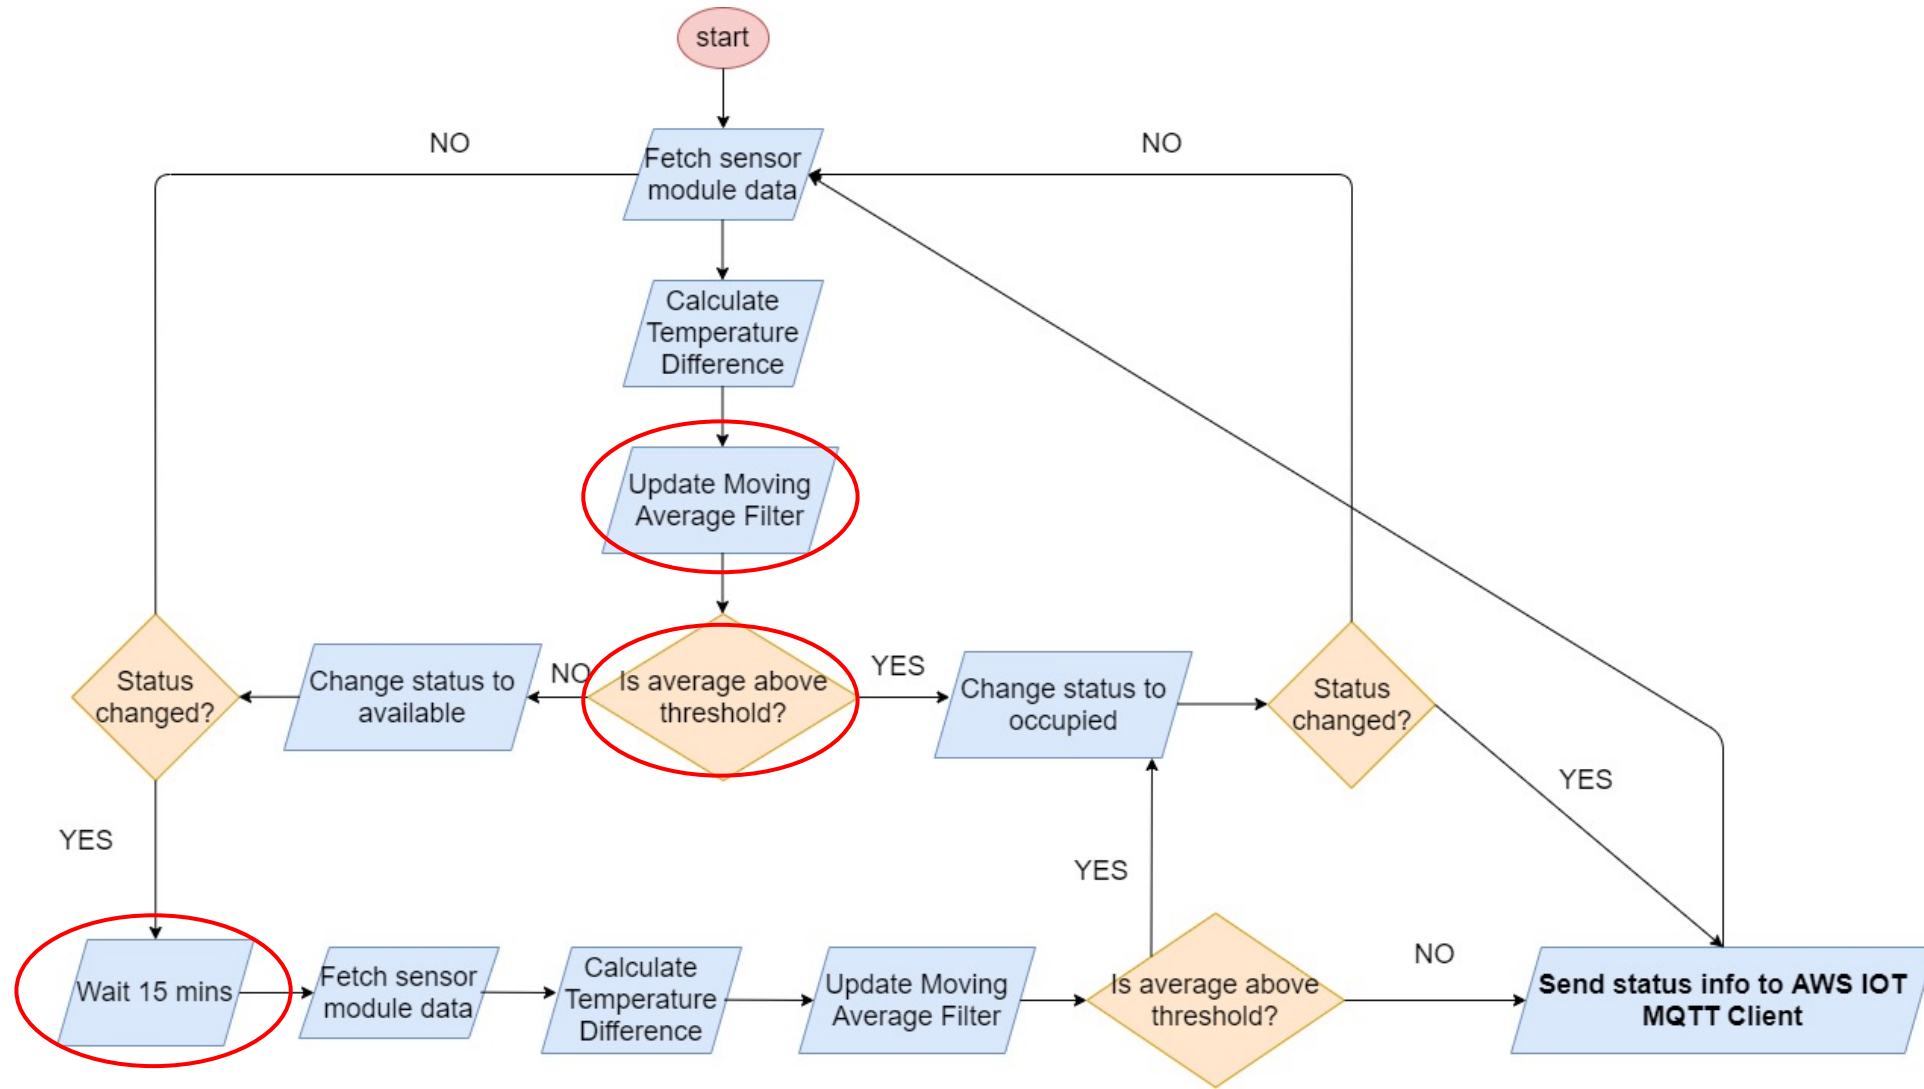 start
NO
NO
Fetch sensor
module data
Calculate
Temperature
Difference
Update Moving
Average Filter
Status
changed?
Change status to
available
NO
Is average above
threshold?
YES
Change status to
occupied
Status
changed?
YES
YES
YES
Wait 15 mins
Fetch sensor
module data
Calculate
Temperature
Difference
Update Moving
Average Filter
Is average above
threshold?
NO
Send status info to AWS IOT
MQTT Client